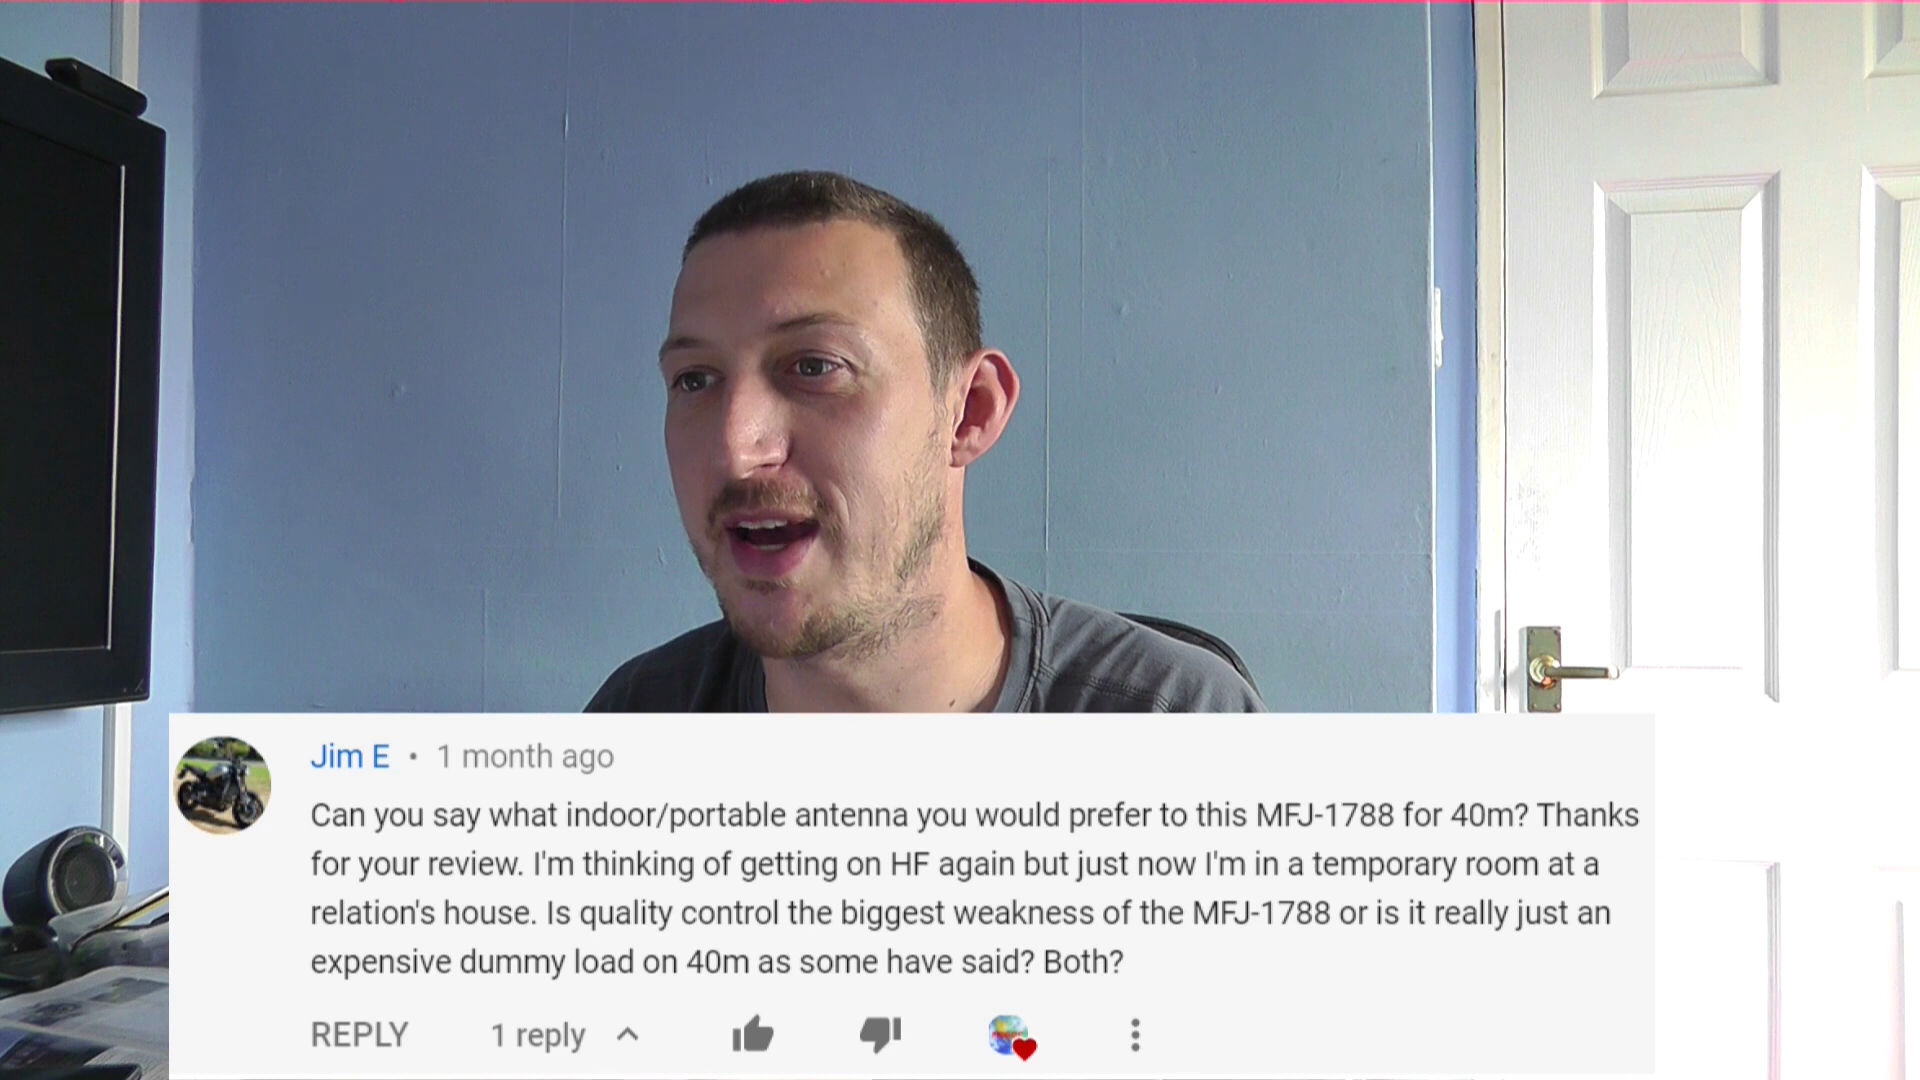 Jim E • 1 month ago
Can you say what indoor/portable antenna you would prefer to this MFJ-1788 for 40m? Thanks
for your review. I'm thinking of getting on HF again but just now I'm in a temporary room at a
relation's house. Is quality control the biggest weakness of the MFJ-1788 or is it really just an
expensive dummy load on 40m as some have said? Both?
REPLY 1 reply